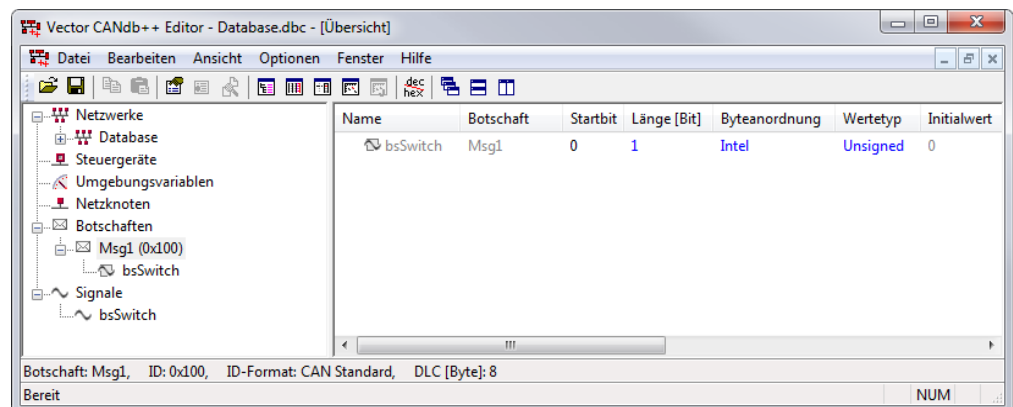 Vector CANdb++ Editor - Database.dbc - [Übersicht]
Datei Bearbeiten Ansicht Optionen Fenster Hilfe
dec
hex
Netzwerke
Database
Steuergeräte
Umgebungsvariablen
Netzknoten
Botschaften
Msg1 (0x100)
bsSwitch
Signale
bsSwitch
Name Botschaft Startbit Länge [Bit] Byteanordnung Wertetyp Initialwert
bsSwitch Msg1 0 1 Intel Unsigned 0
Botschaft: Msg1, ID: 0x100, ID-Format: CAN Standard, DLC [Byte]: 8
Bereit NUM